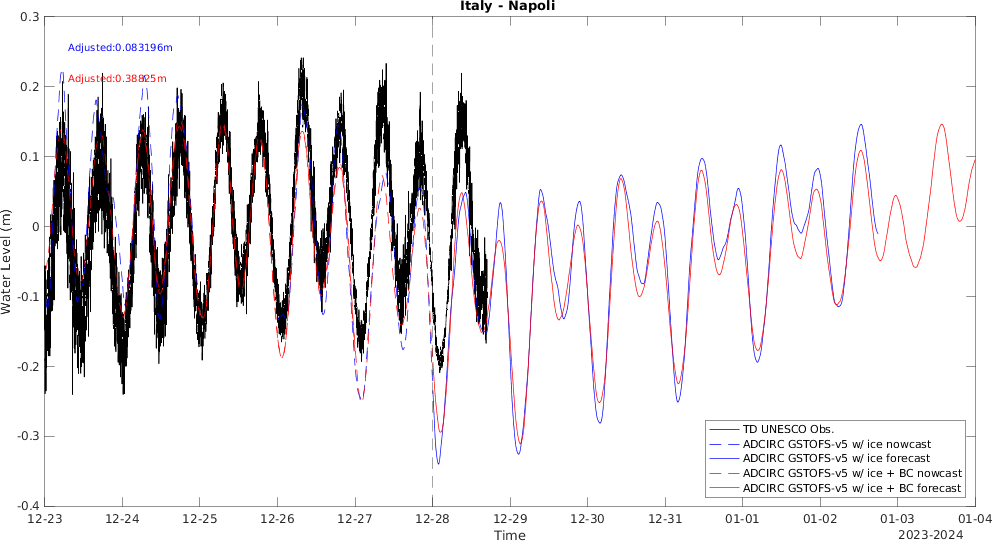 Italy - Napoli
Adjusted:0.083196m
Adjusted:0.38825m
0.3
0.2
0.1
0
-0.1
-0.2
-0.3
-0.4
Water Level (m)
TD UNESCO Obs.
ADCIRC GSTOFS-v5 w/ ice nowcast
ADCIRC GSTOFS-v5 w/ ice forecast
ADCIRC GSTOFS-v5 w/ ice + BC nowcast
ADCIRC GSTOFS-v5 w/ ice + BC forecast
12-23 12-24 12-25 12-26 12-27 12-28 12-29 12-30 12-31 01-01 01-02 01-03 01-04
Time
2023-2024